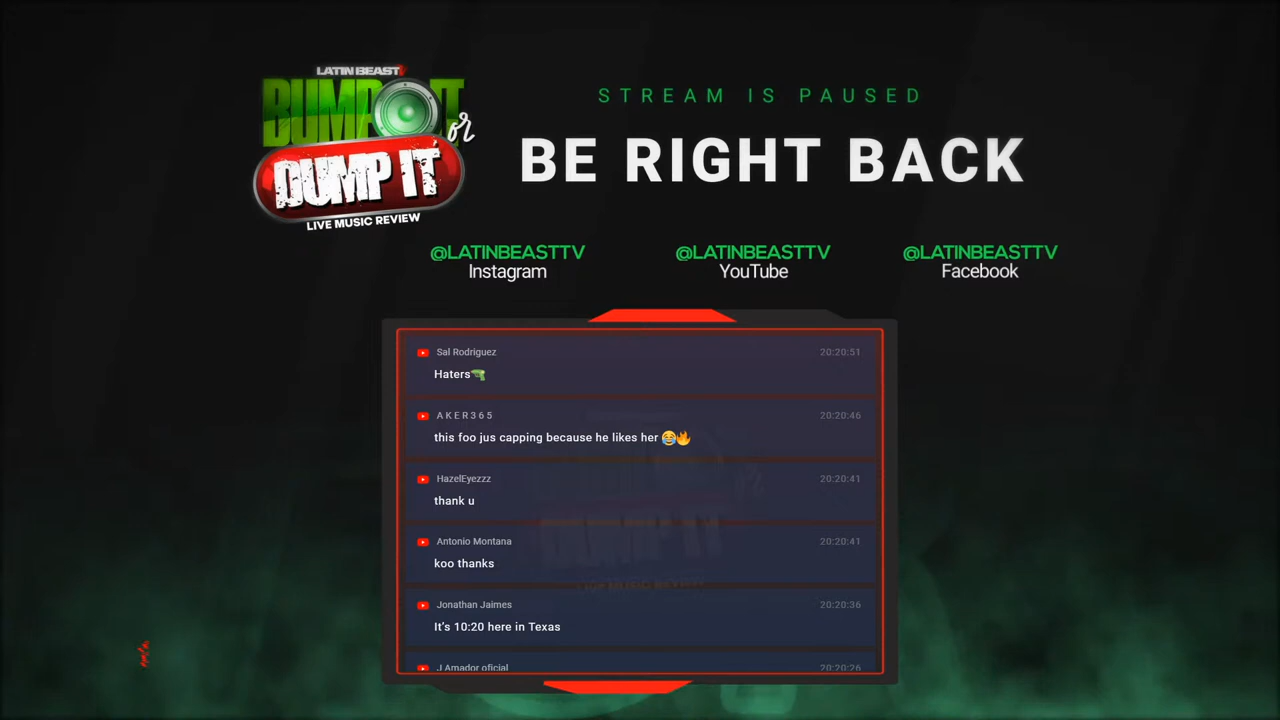 LATIN BEAST
BUMP IT
or
DUMP IT
LIVE MUSIC REVIEW
STREAM IS PAUSED
BE RIGHT BACK
@LATINBEASTTV
Instagram
@LATINBEASTTV
YouTube
@LATINBEASTTV
Facebook
Sal Rodriguez 20:20:51
Haters🔫
A K E R 3 6 5 20:20:46
this foo jus capping because he likes her 😂🔥
HazelEyezzz 20:20:41
thank u
Antonio Montana 20:20:41
koo thanks
Jonathan Jaimes 20:20:36
It's 10:20 here in Texas
J Amador oficial 20:20:26